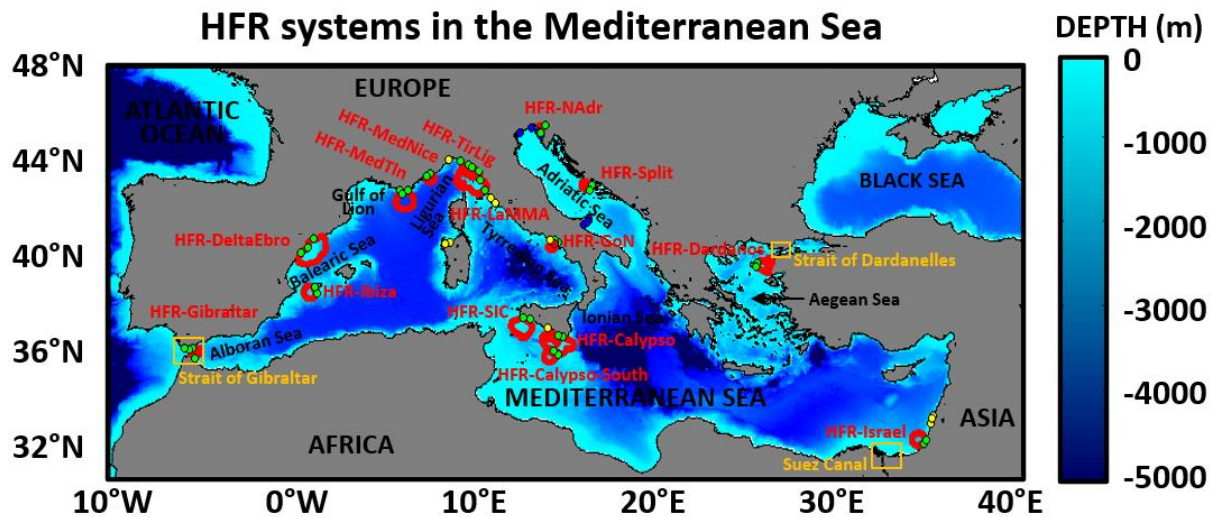 HFR systems in the Mediterranean Sea
DEPTH (m)
48°N
44°N
40°N
36°N
32°N
10°W
0°W
10°E
20°E
30°E
40°E
0
-1000
-2000
-3000
-4000
-5000
EUROPE
ATLANTIC
OCEAN
HFR-NAdr
HFR-TirLig
HFR-MedNice
HFR-MedTln
HFR-Split
Adriatic Sea
BLACK SEA
Gulf of
Lion
Ligurian
Sea
HFR-LaMMA
HFR-DeltaEbro
Balearic Sea
Tyrrenian Sea
HFR-GoN
HFR-Dardanos
Strait of Dardanelles
HFR-Ibiza
Aegean Sea
HFR-Gibraltar
HFR-SIC
Ionian Sea
Alboran Sea
HFR-Calypso
Strait of Gibraltar
HFR-Calypso-South
MEDITERRANEAN SEA
ASIA
HFR-Israel
AFRICA
Suez Canal